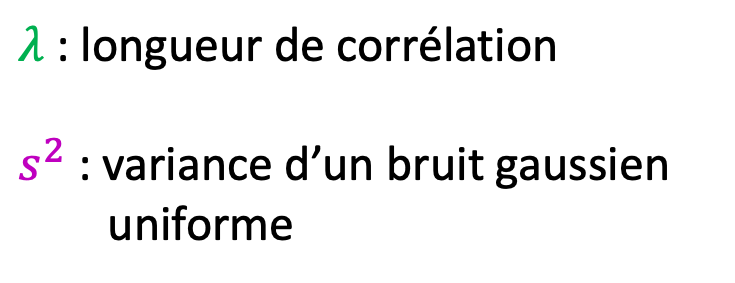 λ : longueur de corrélation
s² : variance d’un bruit gaussien
uniforme